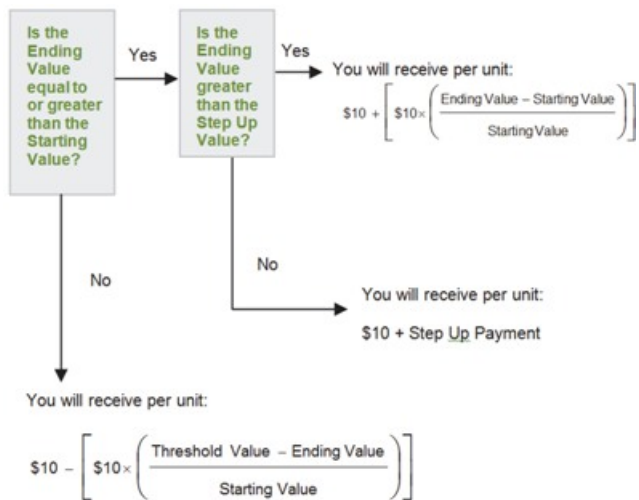 Is the
Ending
Value
equal to
or greater
than the
Starting
Value?
Yes
Is the
Ending
Value
greater
than the
Step Up
Value?
Yes
You will receive per unit:
$10 + [ $10× ( Ending Value – Starting Value
Starting Value ) ]
No
No
You will receive per unit:
$10 + Step Up Payment
You will receive per unit:
$10 – [ $10× ( Threshold Value – Ending Value
Starting Value ) ]